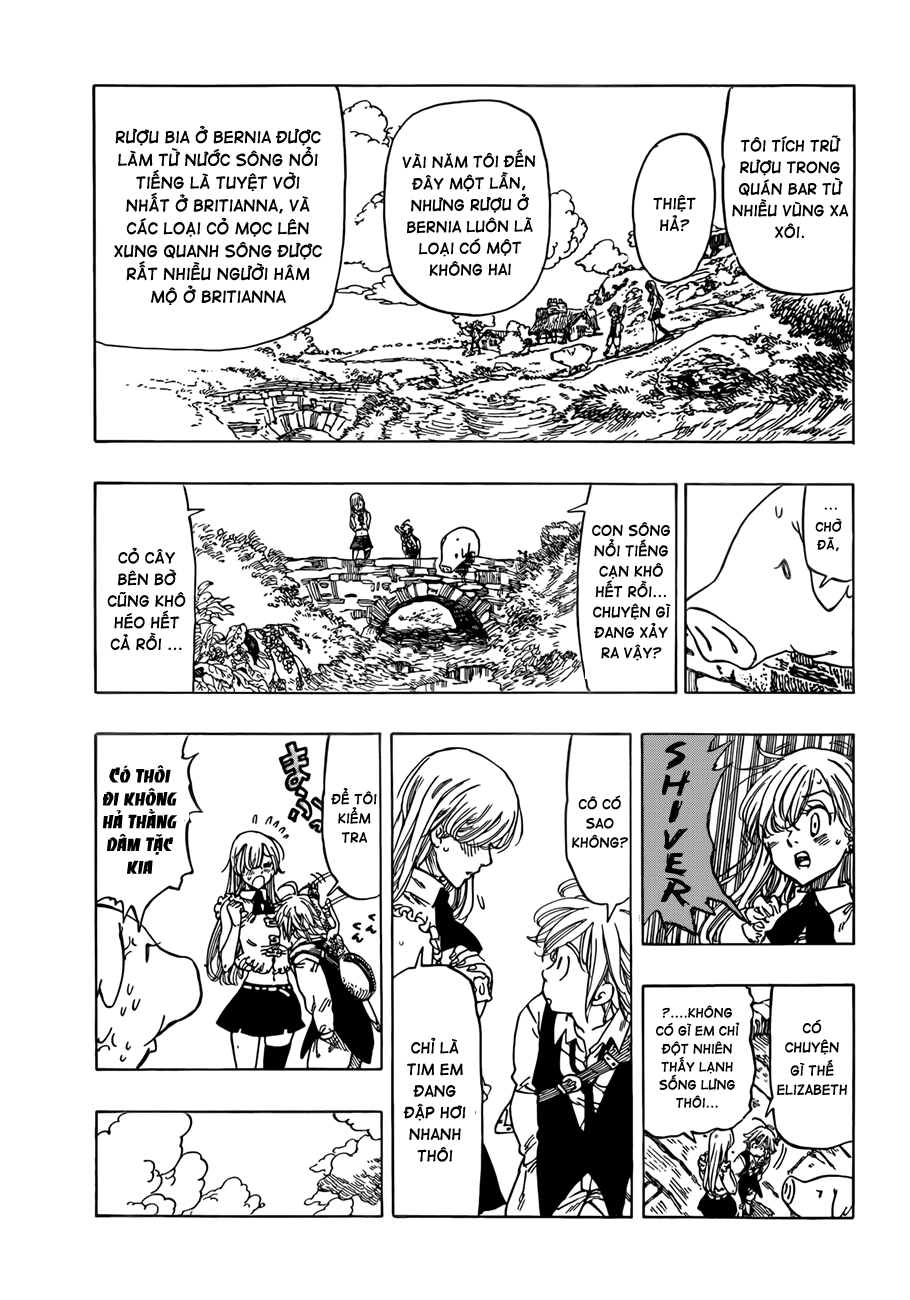 TÔI TÍCH TRỮ
RƯỢU TRONG
QUÁN BAR TỪ
NHIỀU VÙNG XA
XÔI.
THIỆT
HẢ?
VÀI NĂM TÔI ĐẾN
ĐÂY MỘT LẦN,
NHƯNG RƯỢU Ở
BERNIA LUÔN LÀ
LOẠI CÓ MỘT
KHÔNG HAI
RƯỢU BIA Ở BERNIA ĐƯỢC
LÀM TỪ NƯỚC SÔNG NỔI
TIẾNG LÀ TUYỆT VỜI
NHẤT Ở BRITIANNA, VÀ
CÁC LOẠI CỎ MỌC LÊN
XUNG QUANH SÔNG ĐƯỢC
RẤT NHIỀU NGƯỜI HÂM
MỘ Ở BRITIANNA
...
CHỜ
ĐÃ,
CON SÔNG
NỔI TIẾNG
CẠN KHÔ
HẾT RỒI...
CHUYỆN GÌ
ĐANG XẢY
RA VẬY?
CỎ CÂY
BÊN BỜ
CŨNG KHÔ
HÉO HẾT
CẢ RỒI ...
SHIVER
CÓ
CHUYỆN
GÌ THẾ
ELIZABETH
?....KHÔNG
CÓ GÌ EM CHỈ
ĐỘT NHIÊN
THẤY LẠNH
SỐNG LƯNG
THÔI...
CÔ CÓ
SAO
KHÔNG?
CHỈ LÀ
TIM EM
ĐANG
ĐẬP HƠI
NHANH
THÔI
ĐỂ TÔI
KIỂM
TRA
CÓ THÔI
ĐI KHÔNG
HẢ THẰNG
DÂM TẶC
KIA